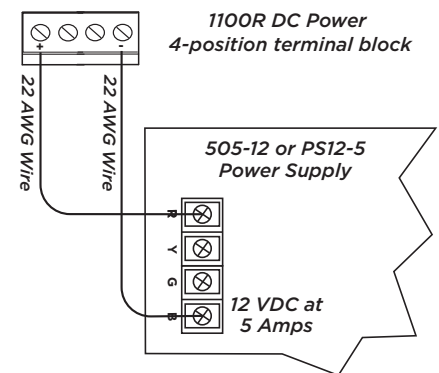 1100R DC Power
4-position terminal block
+
-
22 AWG Wire
22 AWG Wire
505-12 or PS12-5
Power Supply
R
Y
G
B
12 VDC at
5 Amps